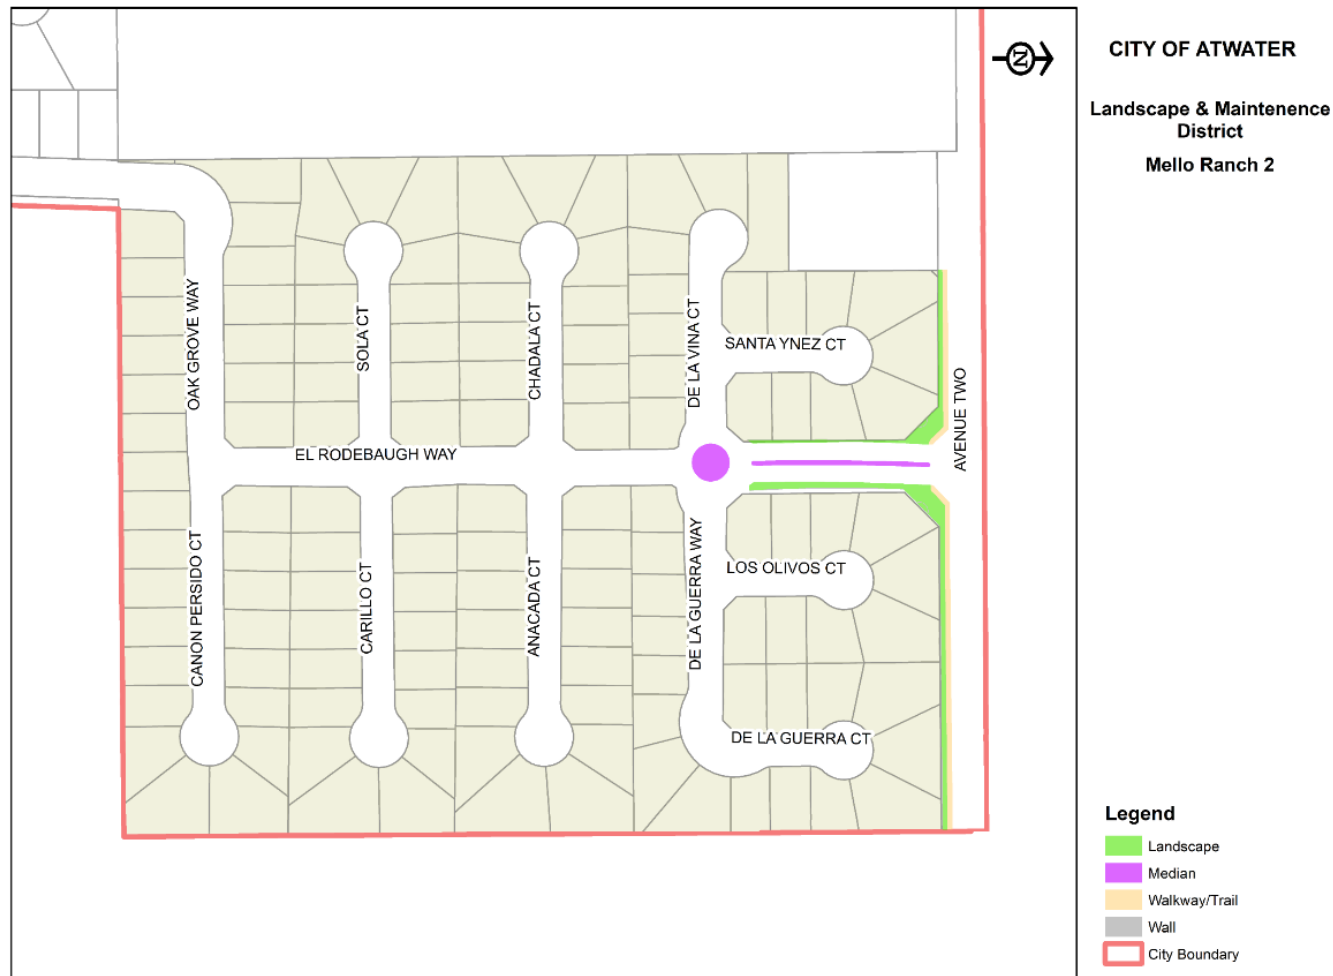 CITY OF ATWATER
Landscape & Maintenence
District
Mello Ranch 2
N
OAK GROVE WAY
SOLA CT
CHADALA CT
DE LA VINA CT
SANTA YNEZ CT
AVENUE TWO
EL RODEBAUGH WAY
CANON PERSIDO CT
CARILLO CT
ANACADA CT
DE LA GUERRA WAY
LOS OLIVOS CT
DE LA GUERRA CT
Legend
Landscape
Median
Walkway/Trail
Wall
City Boundary